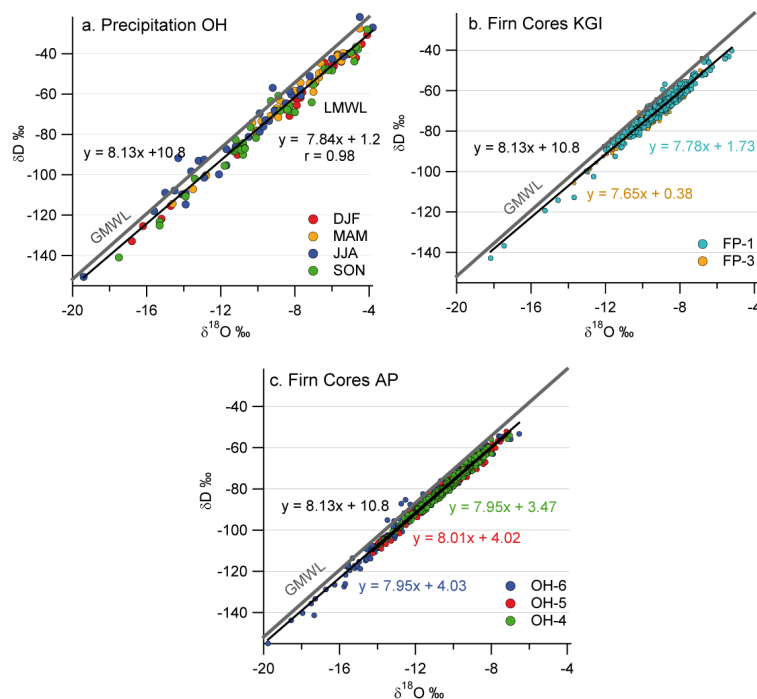 a. Precipitation OH
-40
-60
-80
-100
-120
-140
δD ‰
LMWL
y = 7.84x + 1.2
r = 0.98
y = 8.13x +10.8
GMWL
DJF
MAM
JJA
SON
-20 -16 -12 -8 -4
δ18O ‰
b. Firn Cores KGI
-40
-60
-80
-100
-120
-140
δD ‰
y = 8.13x + 10.8
y = 7.78x + 1.73
y = 7.65x + 0.38
GMWL
FP-1
FP-3
-20 -16 -12 -8 -4
δ18O ‰
c. Firn Cores AP
-40
-60
-80
-100
-120
-140
δD ‰
y = 8.13x + 10.8
y = 7.95x + 3.47
y = 8.01x + 4.02
GMWL
y = 7.95x + 4.03
OH-6
OH-5
OH-4
-20 -16 -12 -8 -4
δ18O ‰